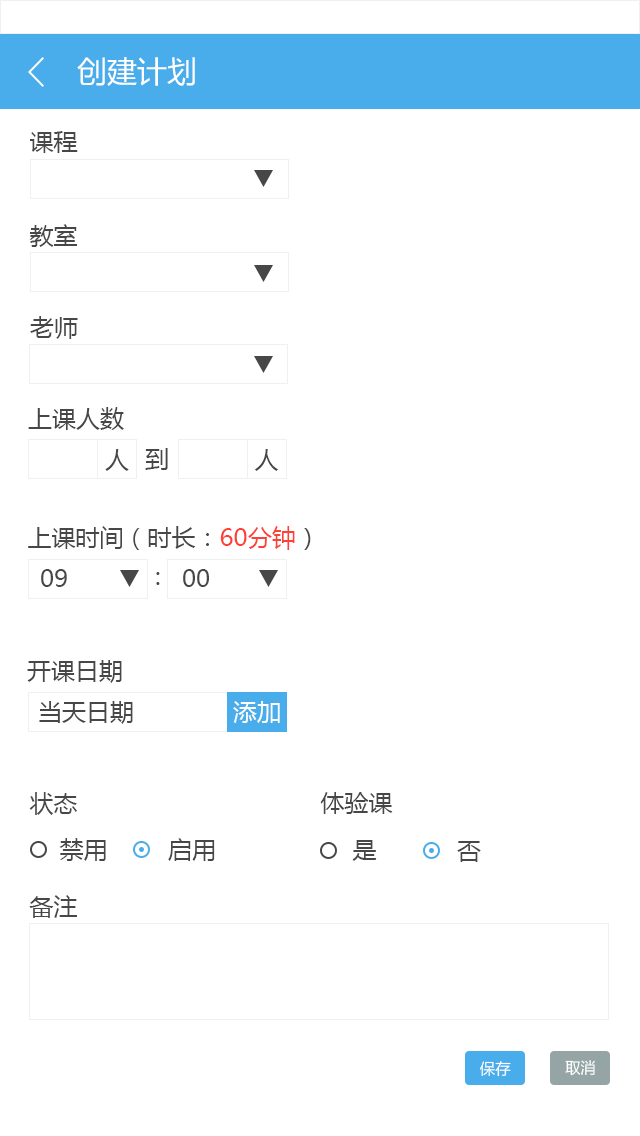 创建计划
课程
教室
老师
上课人数
人 到 人
上课时间（时长：60分钟）
09 : 00
开课日期
当天日期 添加
状态 体验课
禁用 启用 是 否
备注
保存 取消